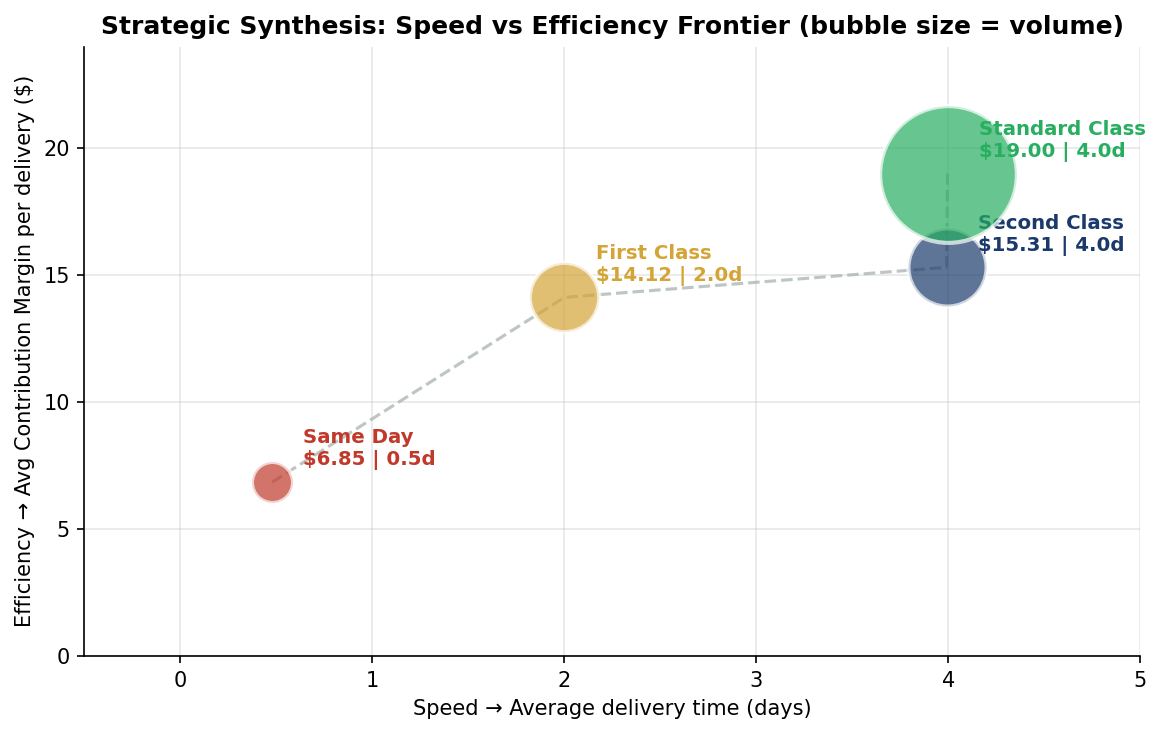 Strategic Synthesis: Speed vs Efficiency Frontier (bubble size = volume)
Efficiency → Avg Contribution Margin per delivery ($)
20
15
10
5
0
Standard Class
$19.00 | 4.0d
Second Class
$15.31 | 4.0d
First Class
$14.12 | 2.0d
Same Day
$6.85 | 0.5d
0 1 2 3 4 5
Speed → Average delivery time (days)